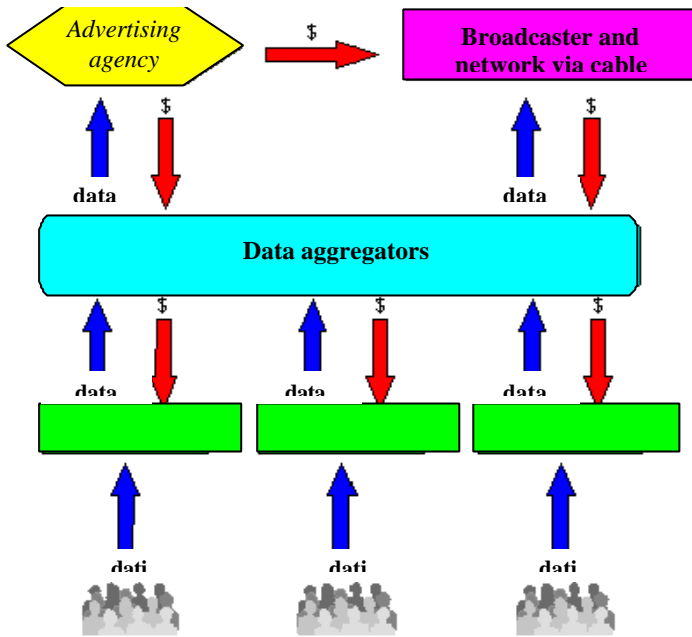 Advertising
agency
$
Broadcaster and
network via cable
$
$
data
data
Data aggregators
$
$
$
data
data
data
dati
dati
dati